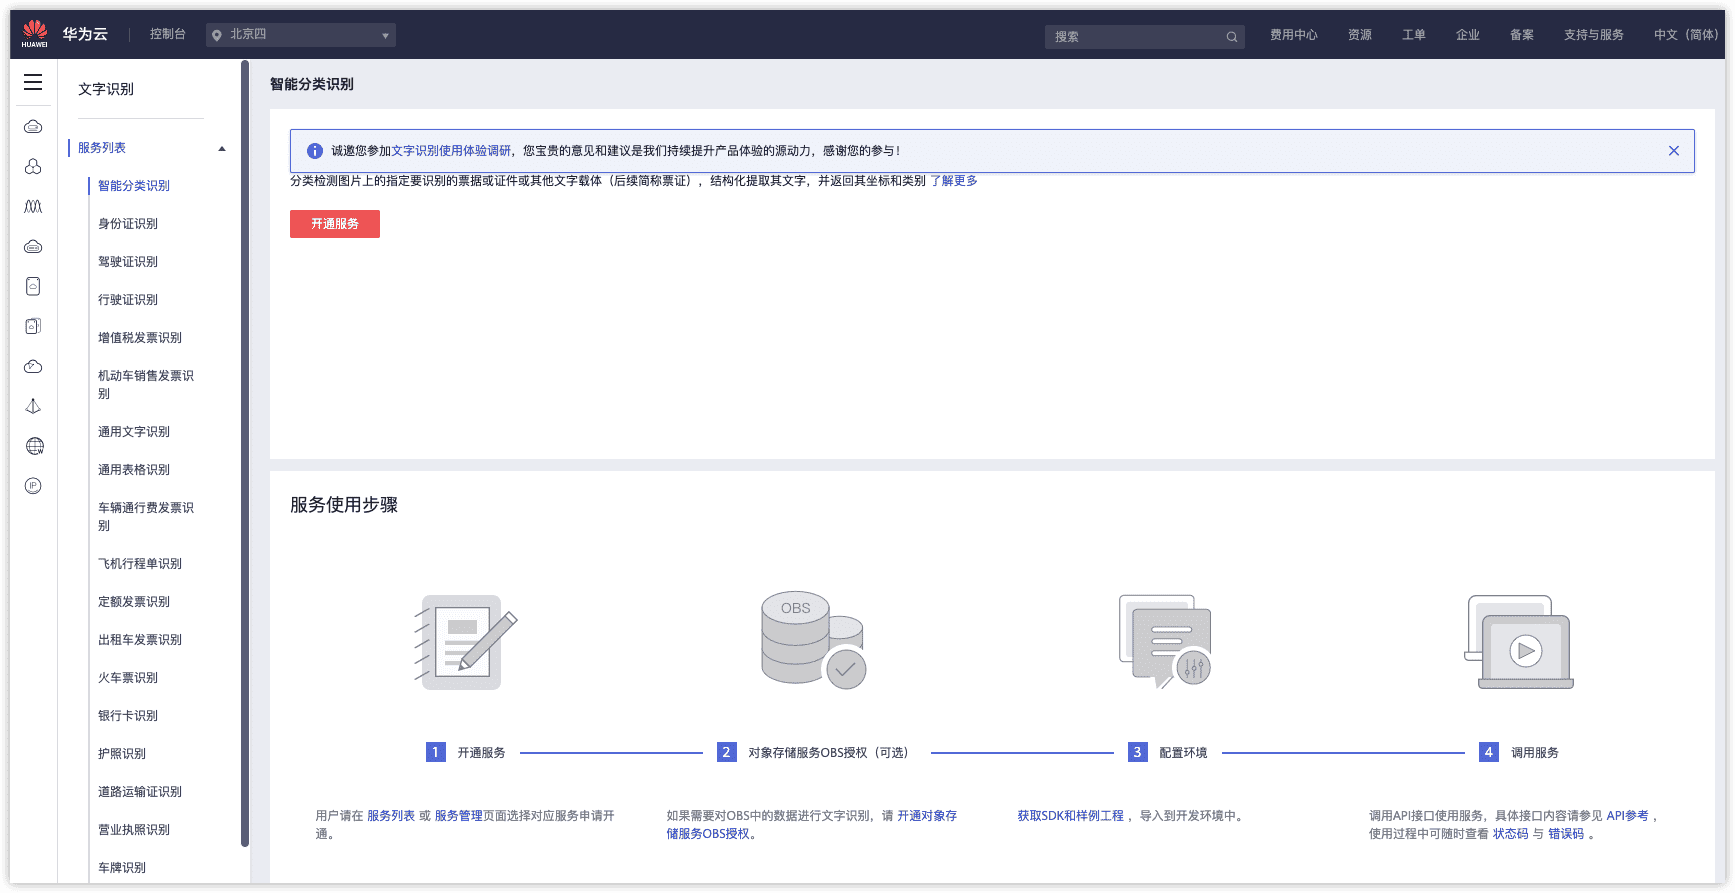 HUAWEI
华为云
控制台
北京四
搜索
费用中心
资源
工单
企业
备案
支持与服务
中文（简体）
文字识别
服务列表
智能分类识别
身份证识别
驾驶证识别
行驶证识别
增值税发票识别
机动车销售发票识
别
通用文字识别
通用表格识别
车辆通行费发票识
别
飞机行程单识别
定额发票识别
出租车发票识别
火车票识别
银行卡识别
护照识别
道路运输证识别
营业执照识别
车牌识别
IP
智能分类识别
诚邀您参加文字识别使用体验调研，您宝贵的意见和建议是我们持续提升产品体验的源动力，感谢您的参与！
分类检测图片上的指定要识别的票据或证件或其他文字载体（后续简称票证），结构化提取其文字，并返回其坐标和类别 了解更多
开通服务
服务使用步骤
OBS
1 开通服务
2 对象存储服务OBS授权（可选）
3 配置环境
4 调用服务
用户请在 服务列表 或 服务管理页面选择对应服务申请开
通。
如果需要对OBS中的数据进行文字识别，请 开通对象存
储服务OBS授权。
获取SDK和样例工程 ，导入到开发环境中。
调用API接口使用服务，具体接口内容请参见 API参考 ，
使用过程中可随时查看 状态码 与 错误码 。